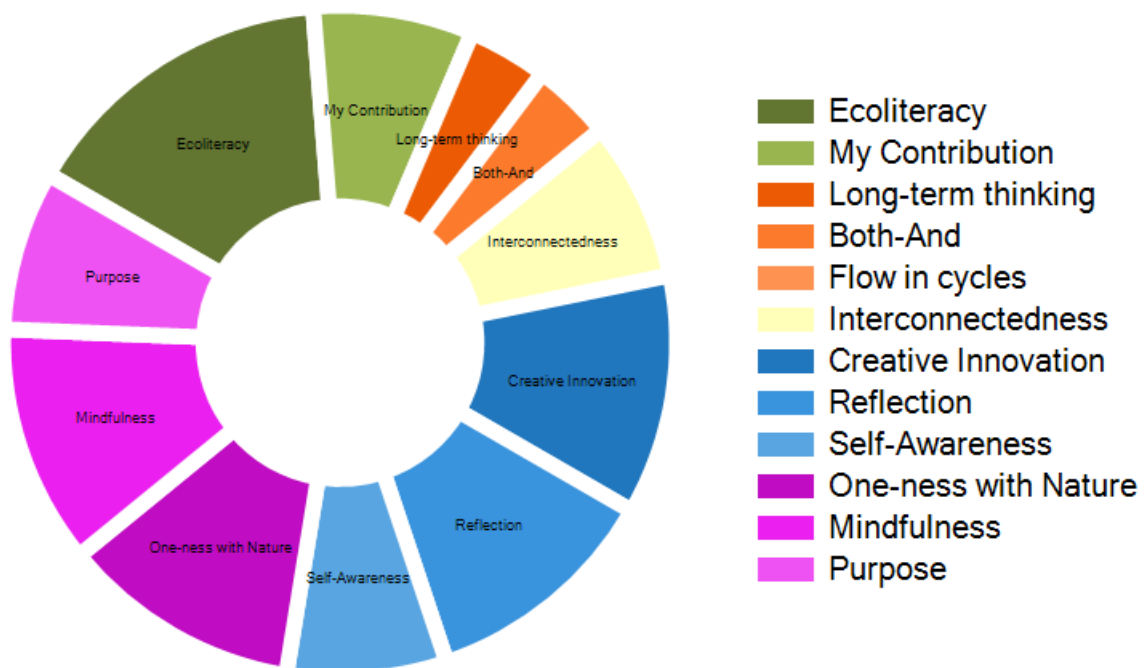 My Contribution
Long-term thinking
Ecoliteracy
Both-And
Interconnectedness
Purpose
Creative Innovation
Mindfulness
Reflection
One-ness with Nature
Self-Awareness
Ecoliteracy
My Contribution
Long-term thinking
Both-And
Flow in cycles
Interconnectedness
Creative Innovation
Reflection
Self-Awareness
One-ness with Nature
Mindfulness
Purpose